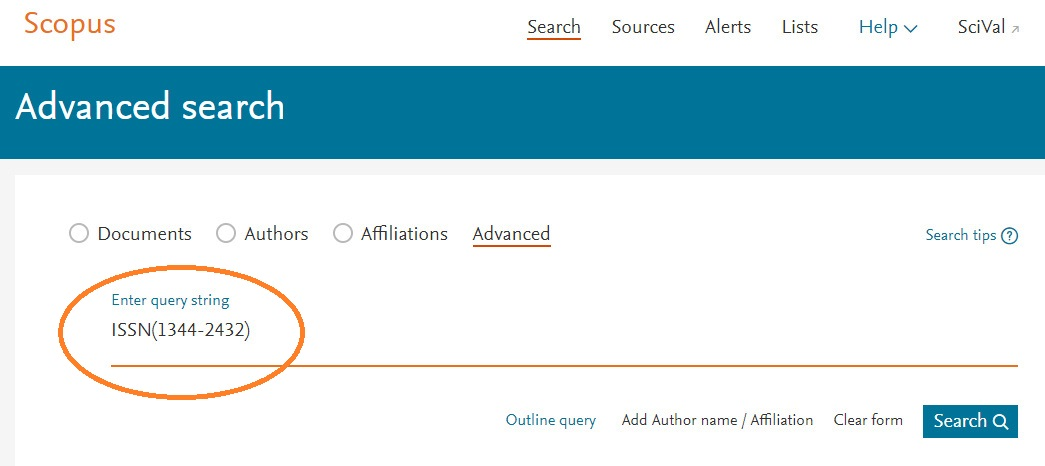 Scopus
Search Sources Alerts Lists Help SciVal
Advanced search
Documents Authors Affiliations Advanced
Search tips
Enter query string
ISSN(1344-2432)
Outline query Add Author name / Affiliation Clear form Search